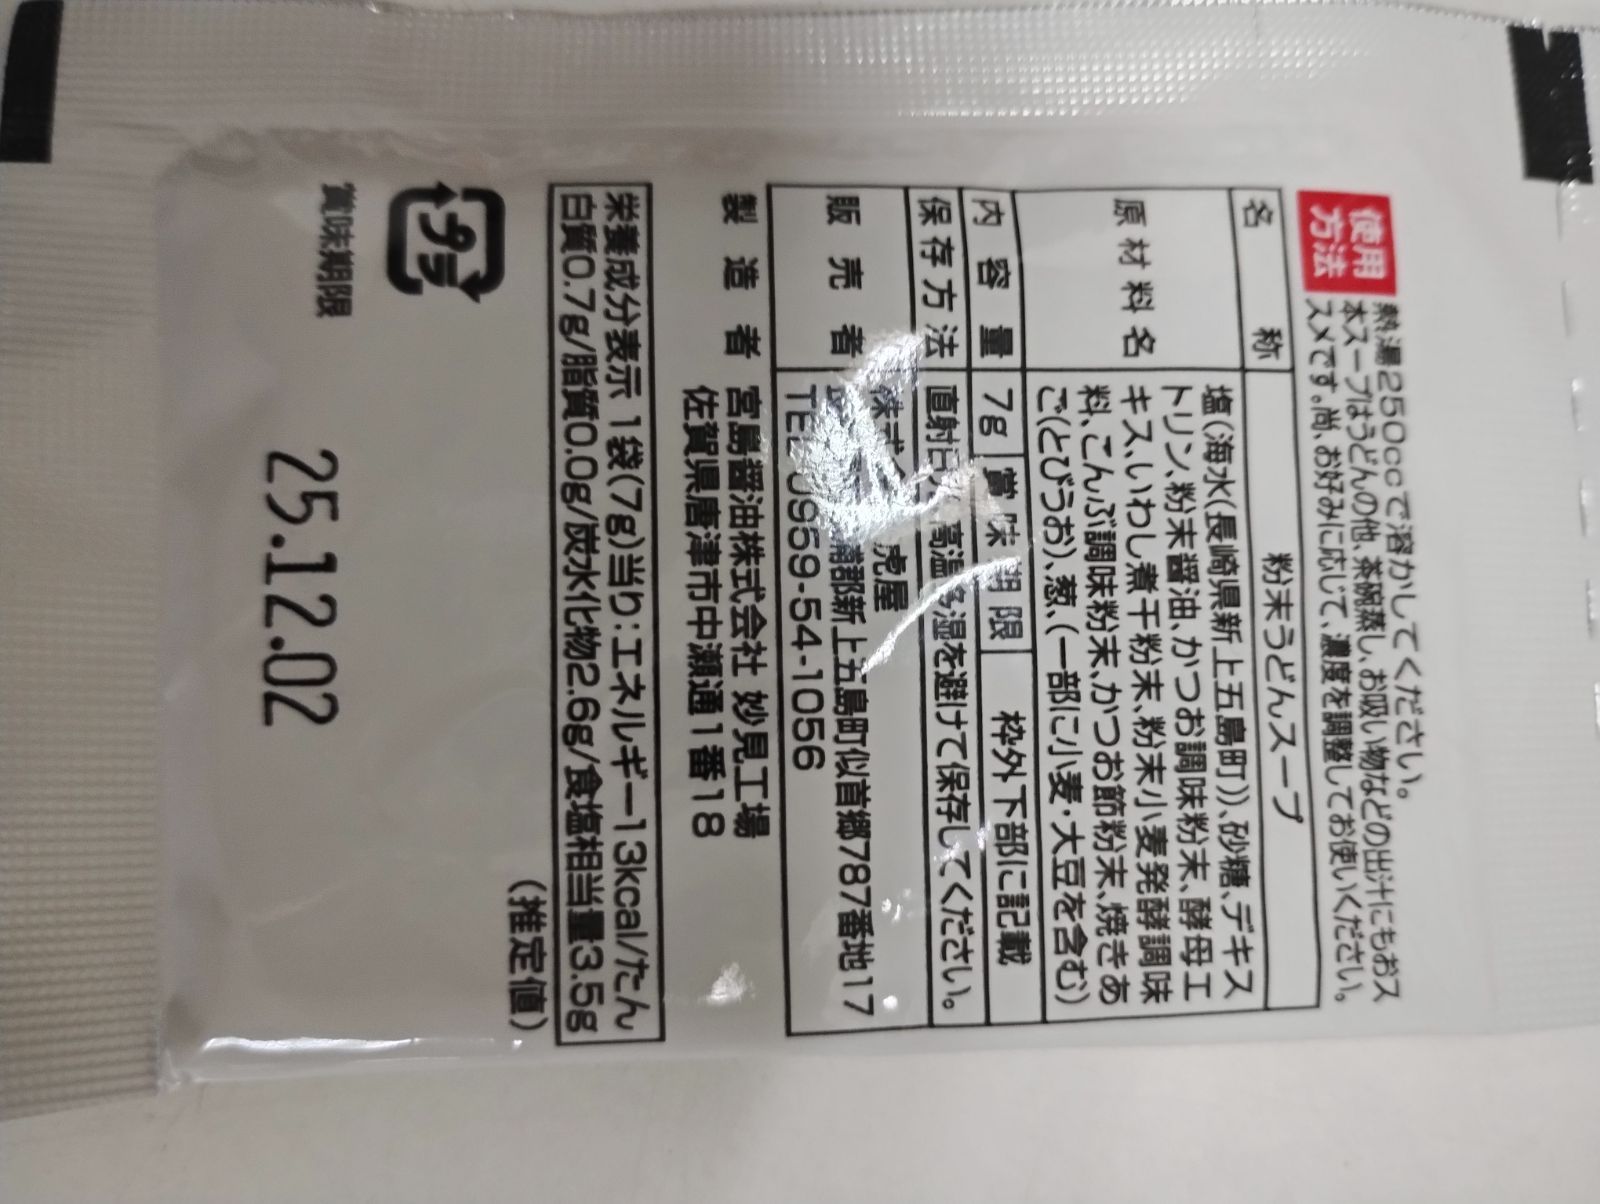 使用
方法
熱湯250ccで溶かしてください。
本スープはうどんの他、茶碗蒸し、お吸い物などの出汁にもおス
スメです。尚、お好みに応じて、濃度を調整してお使いください。
名称 粉末うどんスープ
原材料名
塩(海水(長崎県新上五島町))、砂糖、デキス
トリン、粉末醤油、かつお調味粉末、酵母エ
キス、いわし煮干粉末、粉末小麦発酵調味
料、こんぶ調味粉末、かつお節粉末、焼きあ
ご(とびうお)、葱、(一部に小麦・大豆を含む)
内容量 7g 賞味期限 枠外下部に記載
保存方法 直射 高温多湿を避けて保存してください。
販売者 株式 虎屋
浦郡新上五島町似首郷787番地17
TEL 0959-54-1056
製造者 宮島醤油株式会社 妙見工場
佐賀県唐津市中瀬通1番18
栄養成分表示 1袋(7g)当り:エネルギー13kcal/たん
白質0.7g/脂質0.0g/炭水化物2.6g/食塩相当量3.5g
(推定値)
プラ
賞味期限
25.12.02